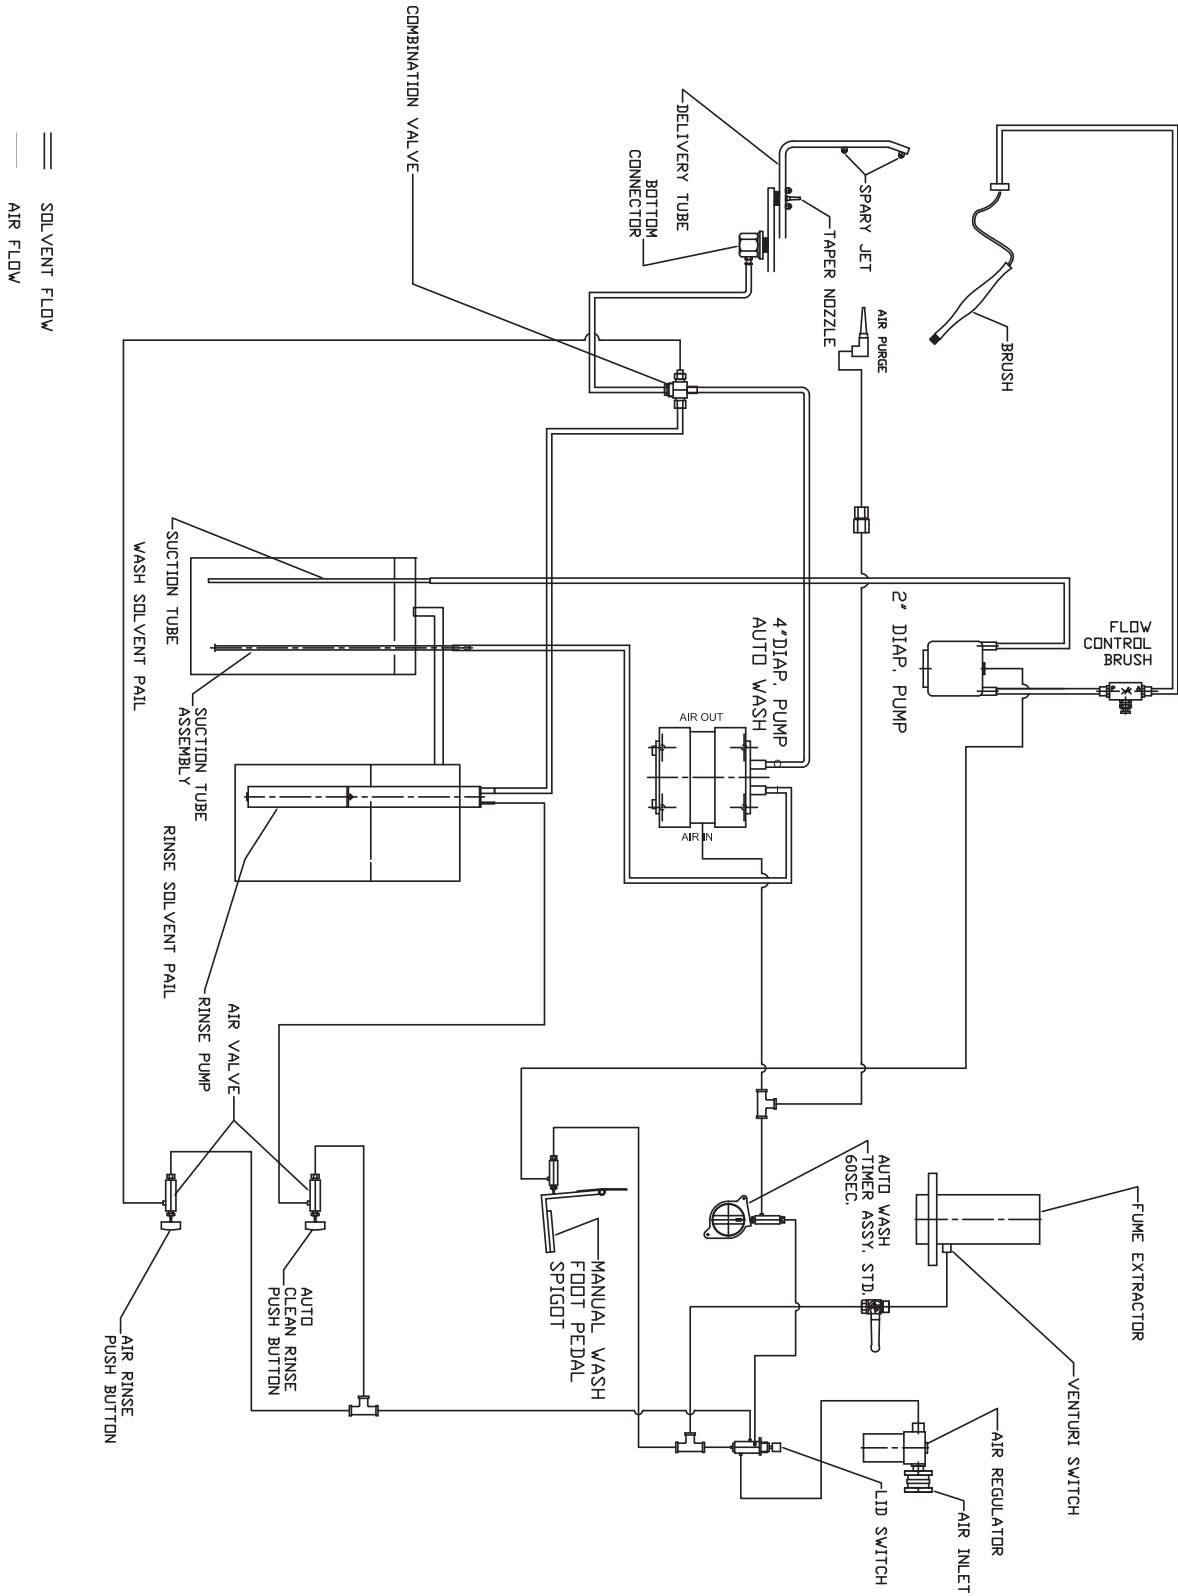 COMBINATION VALVE
DELIVERY TUBE
BOTTOM
CONNECTOR
SPARY JET
TAPER NOZZLE
AIR PURGE
BRUSH
SOLVENT FLOW
AIR FLOW
SUCTION TUBE
WASH SOLVENT PAIL
SUCTION TUBE
ASSEMBLY
2" DIAP. PUMP
FLOW
CONTROL
BRUSH
4"DIAP. PUMP
AUTO WASH
AIR OUT
AIR IN
RINSE SOLVENT PAIL
RINSE PUMP
AIR VALVE
AUTO WASH
TIMER ASSY. STD.
60SEC.
FUME EXTRACTOR
MANUAL WASH
FOOT PEDAL
SPIGOT
AUTO
CLEAN RINSE
PUSH BUTTON
AIR RINSE
PUSH BUTTON
VENTURI SWITCH
AIR REGULATOR
AIR INLET
LID SWITCH